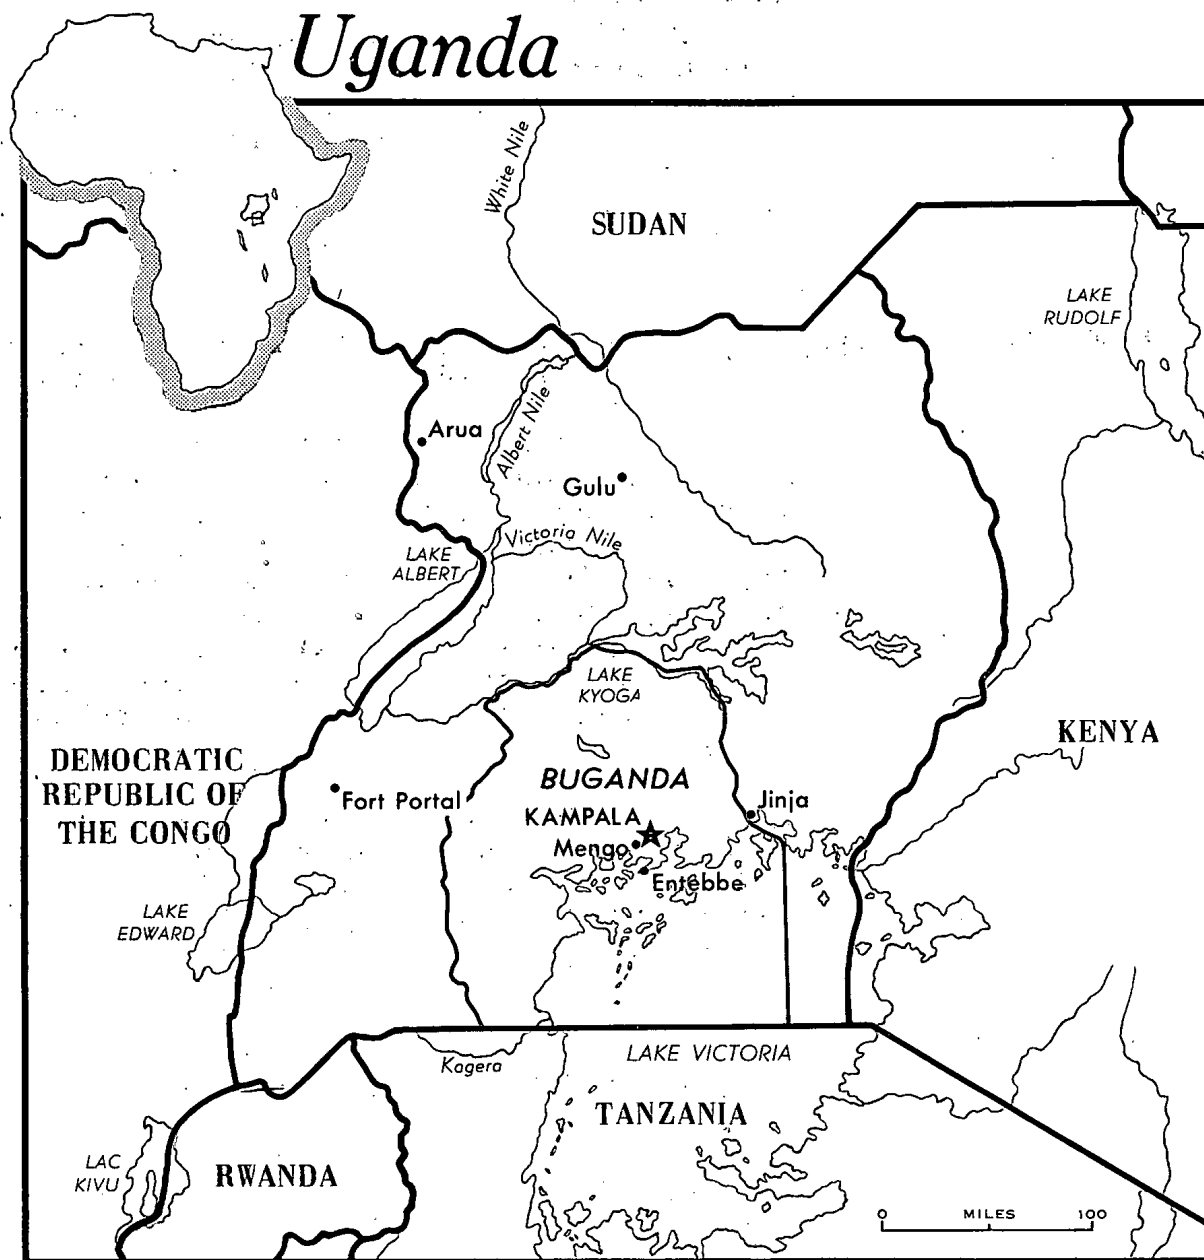 Uganda
White Nile
SUDAN
LAKE
RUDOLF
Arua
Albert Nile
Gulu
Victoria Nile
LAKE
ALBERT
LAKE
KYOGA
KENYA
DEMOCRATIC
REPUBLIC OF
THE CONGO
Fort Portal
BUGANDA
KAMPALA
Mengo
Jinja
Entebbe
LAKE
EDWARD
Kagera
LAKE VICTORIA
TANZANIA
LAC
KIVU
RWANDA
0 MILES 100